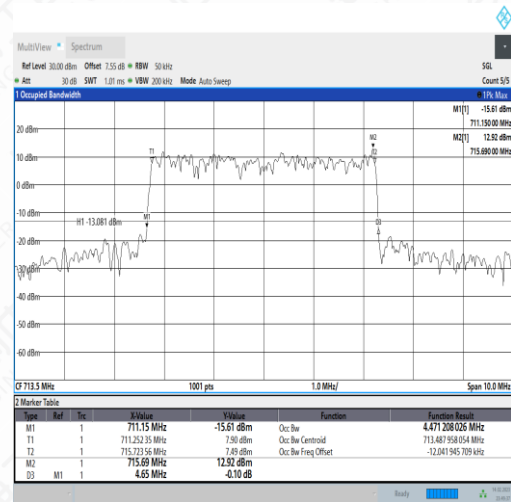 MultiView Spectrum
Ref Level 30.00 dBm Offset 7.55 dB RBW 50 kHz SGL
Att 30 dB SWT 1.01 ms VBW 200 kHz Mode Auto Sweep Count 5/5
1 Occupied Bandwidth 1Pk Max
M1[1] -15.61 dBm
711.15000 MHz
M2[1] 12.92 dBm
715.69000 MHz
20 dBm
M2
T1
T2
10 dBm
0 dBm
-10 dBm
M1
H1 -13.081 dBm
D3
-20 dBm
-30 dBm
-40 dBm
-50 dBm
-60 dBm
CF 713.5 MHz 1001 pts 1.0 MHz/ Span 10.0 MHz
2 Marker Table
Type Ref Trc X-Value Y-Value Function Function Result
M1 1 711.15 MHz -15.61 dBm Occ Bw 4.471 208 026 MHz
T1 1 711.252 35 MHz 7.90 dBm Occ Bw Centroid 713.487 958 054 MHz
T2 1 715.723 56 MHz 7.49 dBm Occ Bw Freq Offset -12.041 945 709 kHz
M2 1 715.69 MHz 12.92 dBm
D3 M1 1 4.65 MHz -0.10 dB
Ready